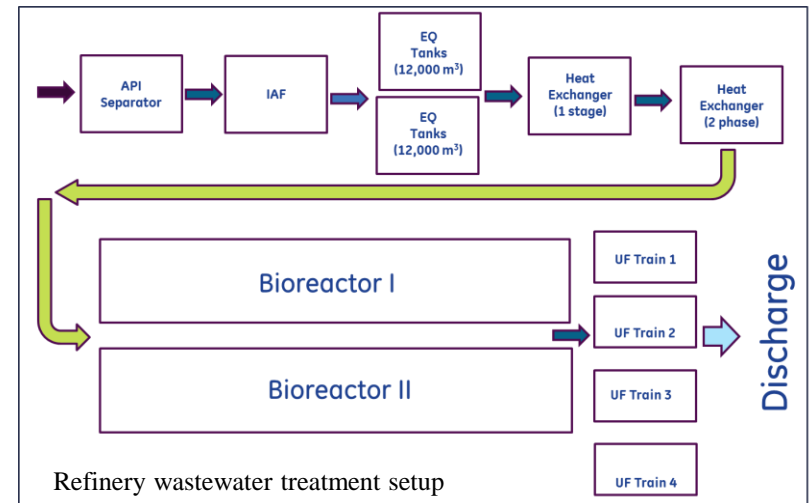 API
Separator
IAF
EQ
Tanks
(12,000 m³)
EQ
Tanks
(12,000 m³)
Heat
Exchanger
(1 stage)
Heat
Exchanger
(2 phase)
Bioreactor I
Bioreactor II
UF Train 1
UF Train 2
UF Train 3
UF Train 4
Discharge
Refinery wastewater treatment setup